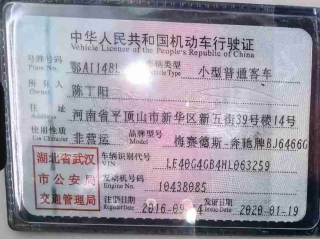 中华人民共和国机动车行驶证
Vehicle License of the People's Republic of China
号牌号码 Plate No. 鄂A114BL 车辆类型 Vehicle Type 小型普通客车
所有人 Owner 陈丁阳
住址 Address 河南省平顶山市新华区新五街39号楼14号
使用性质 Use Character 非营运 品牌型号 Model 梅赛德斯-奔驰牌BJ6466G
湖北省武汉 车辆识别代号 VIN LE40G4GB4HL063259
市公安局 发动机号码 Engine No. 10438085
交通管理局 注册日期 Register Date 2016-09 发证日期 Issue Date 2020-01-19